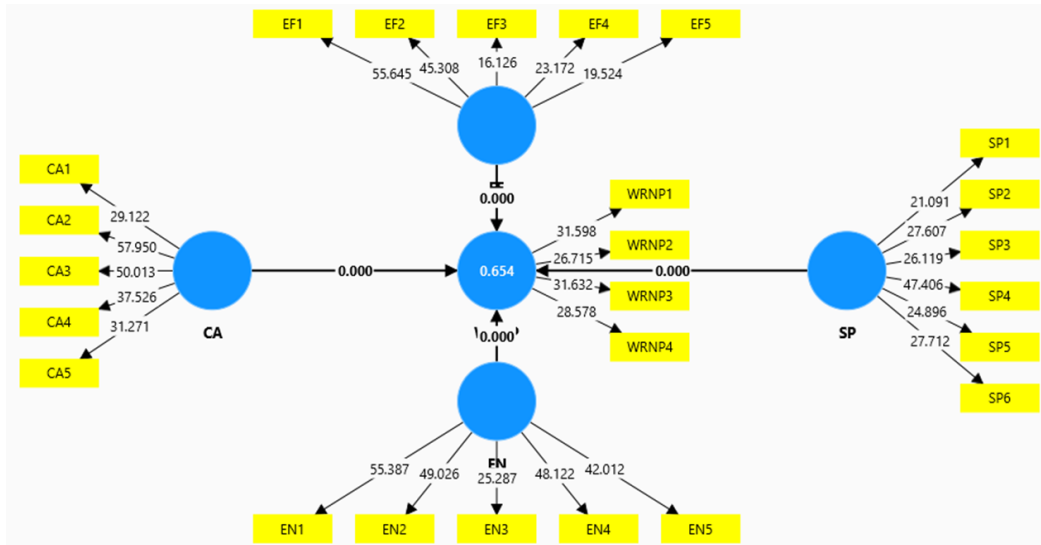 EF1 EF2 EF3 EF4 EF5
55.645 45.308 16.126 23.172 19.524
CA1
CA2
CA3
CA4
CA5
29.122
57.950
50.013
37.526
31.271
CA
0.000
0.000
0.654
0.000
0.000
WRNP1
WRNP2
WRNP3
WRNP4
31.598
26.715
31.632
28.578
SP1
SP2
SP3
SP4
SP5
SP6
21.091
27.607
26.119
47.406
24.896
27.712
SP
EN
55.387 49.026 25.287 48.122 42.012
EN1 EN2 EN3 EN4 EN5